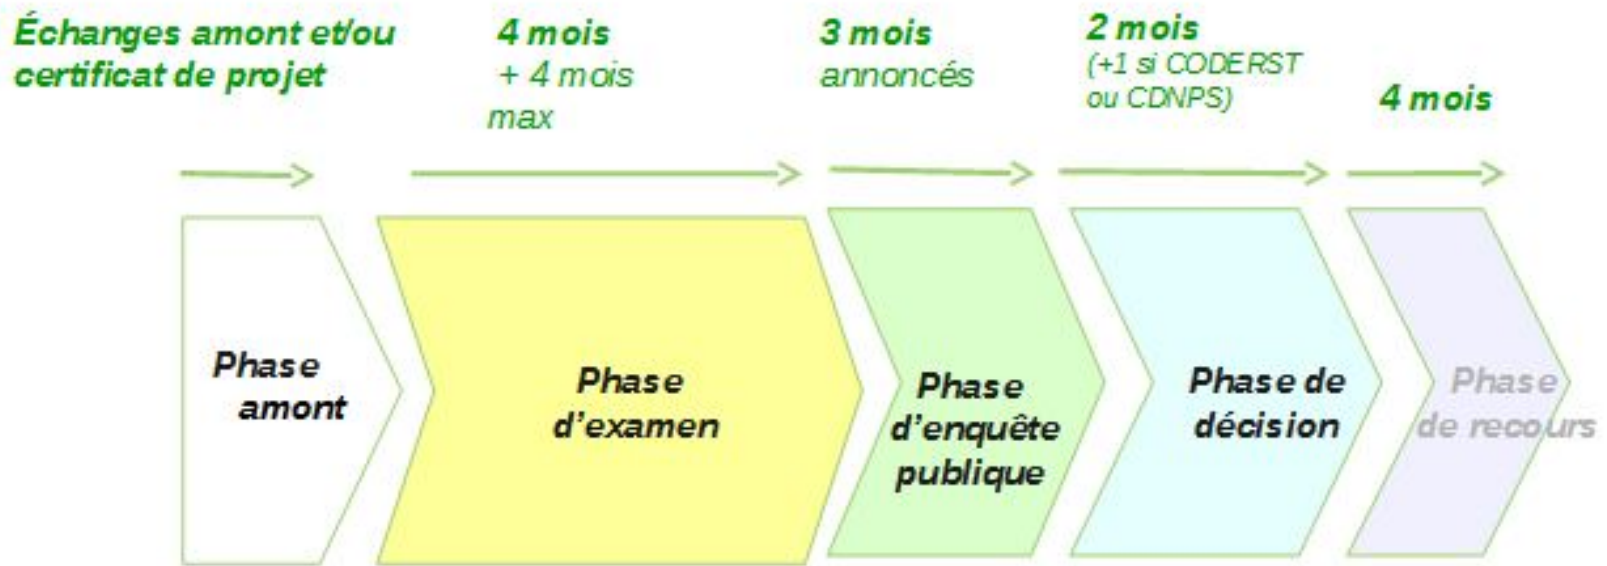 Échanges amont et/ou
certificat de projet
4 mois
+ 4 mois
max
3 mois
annoncés
2 mois
(+1 si CODERST
ou CDNPS)
4 mois
Phase
amont
Phase
d'examen
Phase
d'enquête
publique
Phase de
décision
Phase
de recours